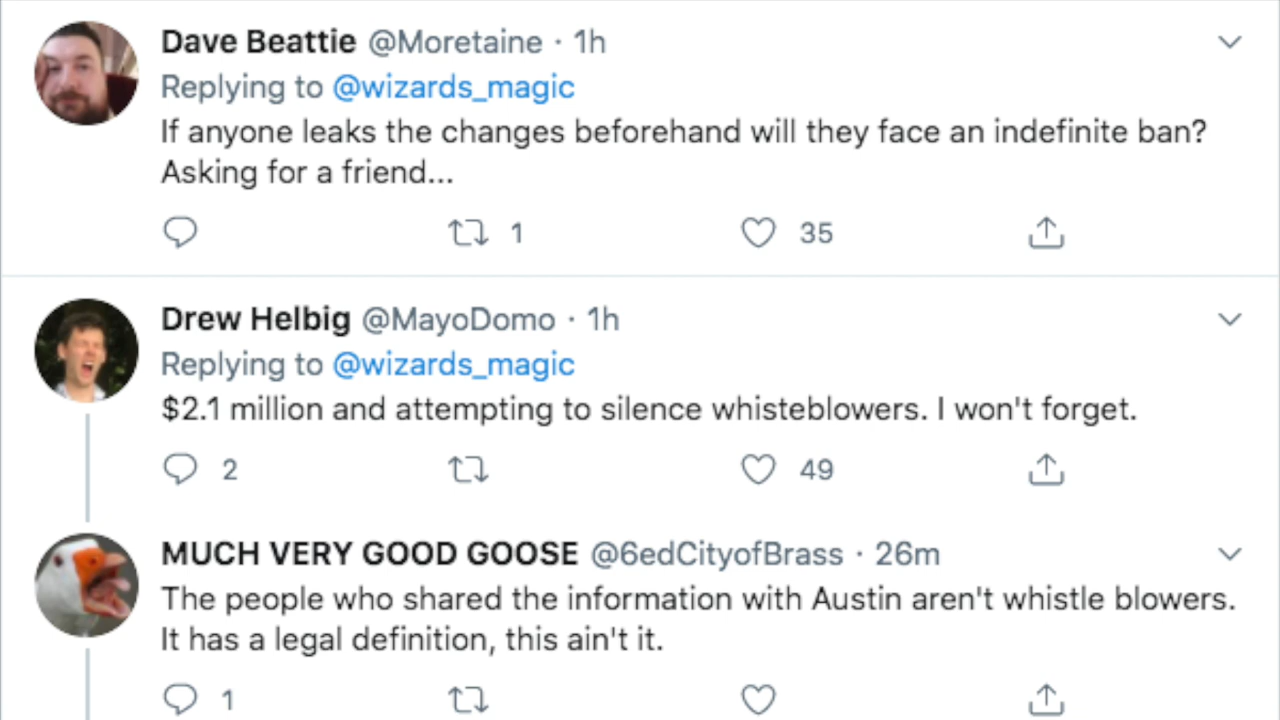 Dave Beattie @Moretaine · 1h
Replying to @wizards_magic
If anyone leaks the changes beforehand will they face an indefinite ban?
Asking for a friend...
1 35
Drew Helbig @MayoDomo · 1h
Replying to @wizards_magic
$2.1 million and attempting to silence whisteblowers. I won't forget.
2 49
MUCH VERY GOOD GOOSE @6edCityofBrass · 26m
The people who shared the information with Austin aren't whistle blowers.
It has a legal definition, this ain't it.
1